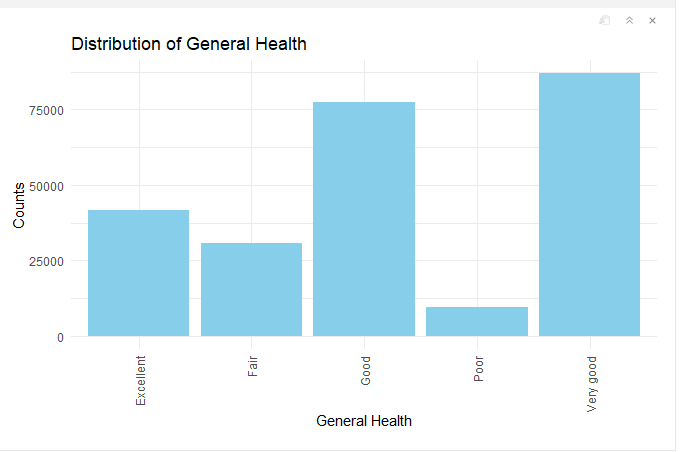 Distribution of General Health
Counts
75000
50000
25000
0
Excellent
Fair
Good
Poor
Very good
General Health